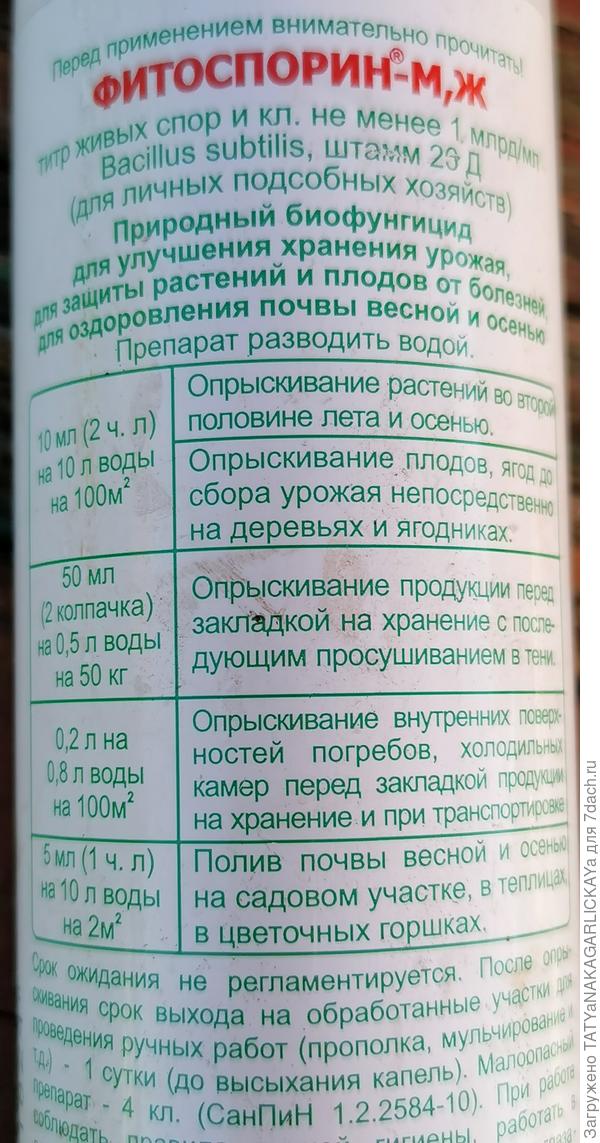 Перед применением внимательно прочитать!
ФИТОСПОРИН®-М,Ж
титр живых спор и кл. не менее 1 млрд/мл
Bacillus subtilis, штамм 26 Д
(для личных подсобных хозяйств)
Природный биофунгицид
для улучшения хранения урожая,
для защиты растений и плодов от болезней,
для оздоровления почвы весной и осенью
Препарат разводить водой.
10 мл (2 ч. л)
на 10 л воды
на 100м²
Опрыскивание растений во второй
половине лета и осенью.
Опрыскивание плодов, ягод до
сбора урожая непосредственно
на деревьях и ягодниках.
50 мл
(2 колпачка)
на 0,5 л воды
на 50 кг
Опрыскивание продукции перед
закладкой на хранение с после-
дующим просушиванием в тени.
0,2 л на
0,8 л воды
на 100м²
Опрыскивание внутренних поверх-
ностей погребов, холодильных
камер перед закладкой продукции
на хранение и при транспортировке
5 мл (1 ч. л)
на 10 л воды
на 2м²
Полив почвы весной и осенью
на садовом участке, в теплицах,
в цветочных горшках.
Срок ожидания не регламентируется. После опры-
скивания срок выхода на обработанные участки для
проведения ручных работ (прополка, мульчирование и
т.д.) - 1 сутки (до высыхания капель). Малоопасный
препарат - 4 кл. (СанПиН 1.2.2584-10). При работе
соблюдать гигиены, работать в
Загружено TATYaNAKAGARLICKAYa для 7dach.ru